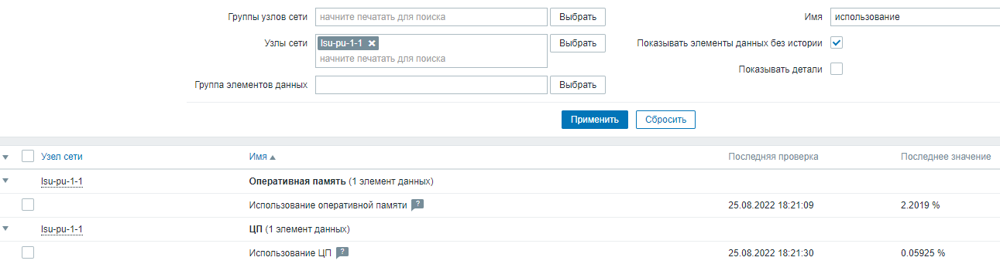 Группы узлов сети начните печатать для поиска Выбрать Имя использование
Узлы сети lsu-pu-1-1 Выбрать Показывать элементы данных без истории
начните печатать для поиска
Показывать детали
Группа элементов данных Выбрать
Применить Сбросить
Узел сети Имя Последняя проверка Последнее значение
lsu-pu-1-1 Оперативная память (1 элемент данных)
Использование оперативной памяти ? 25.08.2022 18:21:09 2.2019 %
lsu-pu-1-1 ЦП (1 элемент данных)
Использование ЦП ? 25.08.2022 18:21:30 0.05925 %